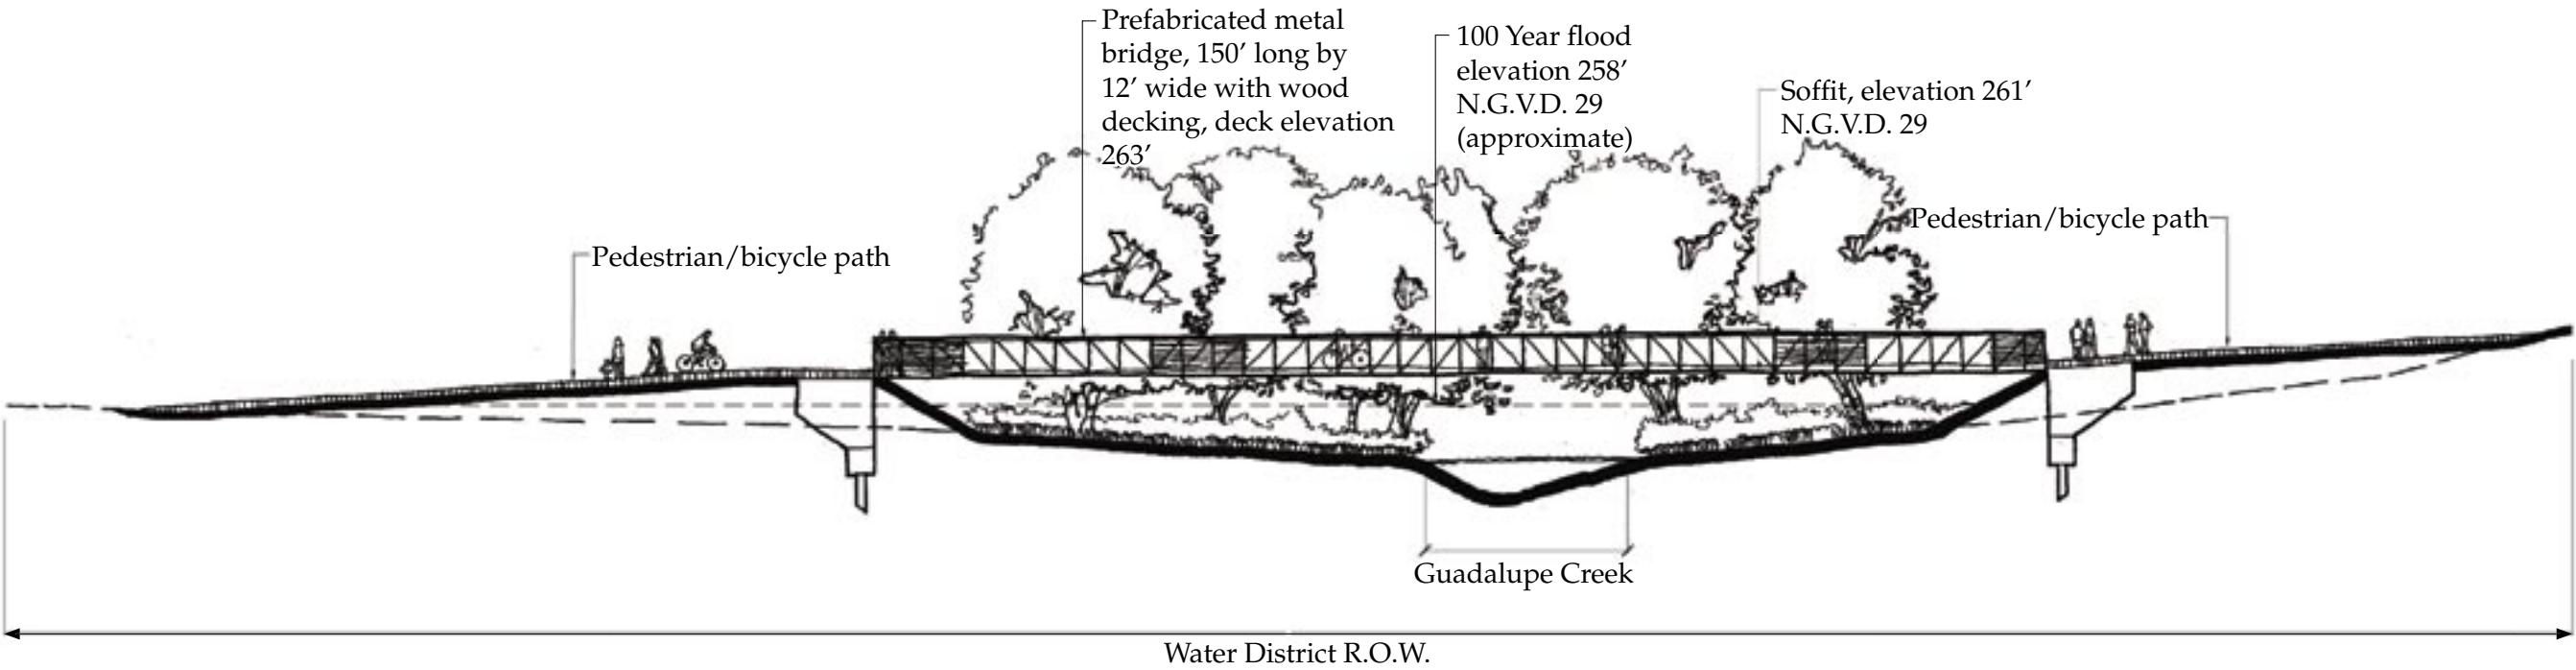 Prefabricated metal
bridge, 150′ long by
12′ wide with wood
decking, deck elevation
263′
100 Year flood
elevation 258′
N.G.V.D. 29
(approximate)
Soffit, elevation 261′
N.G.V.D. 29
Pedestrian/bicycle path
Pedestrian/bicycle path
Guadalupe Creek
Water District R.O.W.